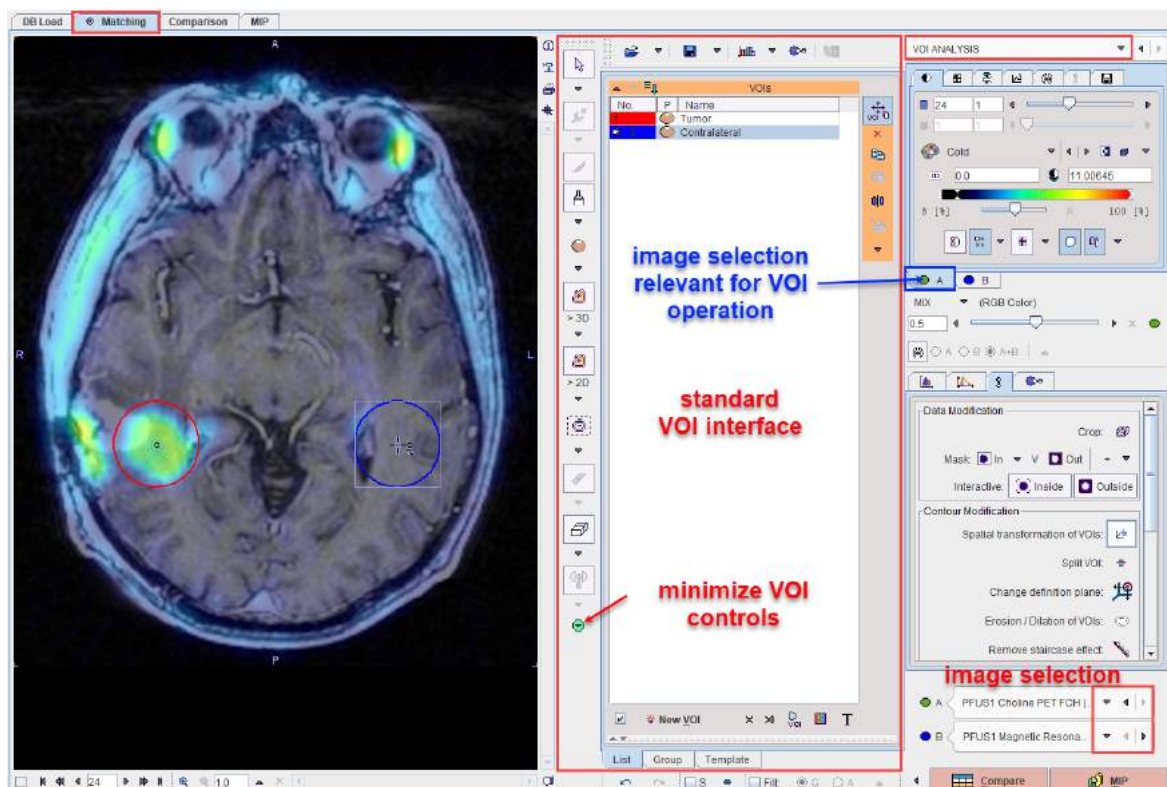 DB Load
Matching
Comparison
MIP
VOI ANALYSIS
A
R
L
P
VOIs
No.
P
Name
Tumor
Contralateral
VOI
> 3D
> 2D
24
1
1
1
Cold
0.0
11.00645
[%]
100
[%]
image selection
relevant for VOI
operation
A
B
MIX
(RGB Color)
0.5
A
B
A+B
standard
VOI interface
Data Modification
Crop:
Mask:
In
V
Out
Interactive:
Inside
Outside
Contour Modification
Spatial transformation of VOIs:
Split VOI:
Change definition plane:
Erosion / Dilation of VOIs:
Remove staircase effect:
minimize VOI
controls
image selection
A
PFUS1 Choline PET FCH |
B
PFUS1 Magnetic Resona...
New VOI
VOI
T
List
Group
Template
24
1.0
S
Fill:
G
A
Compare
MIP